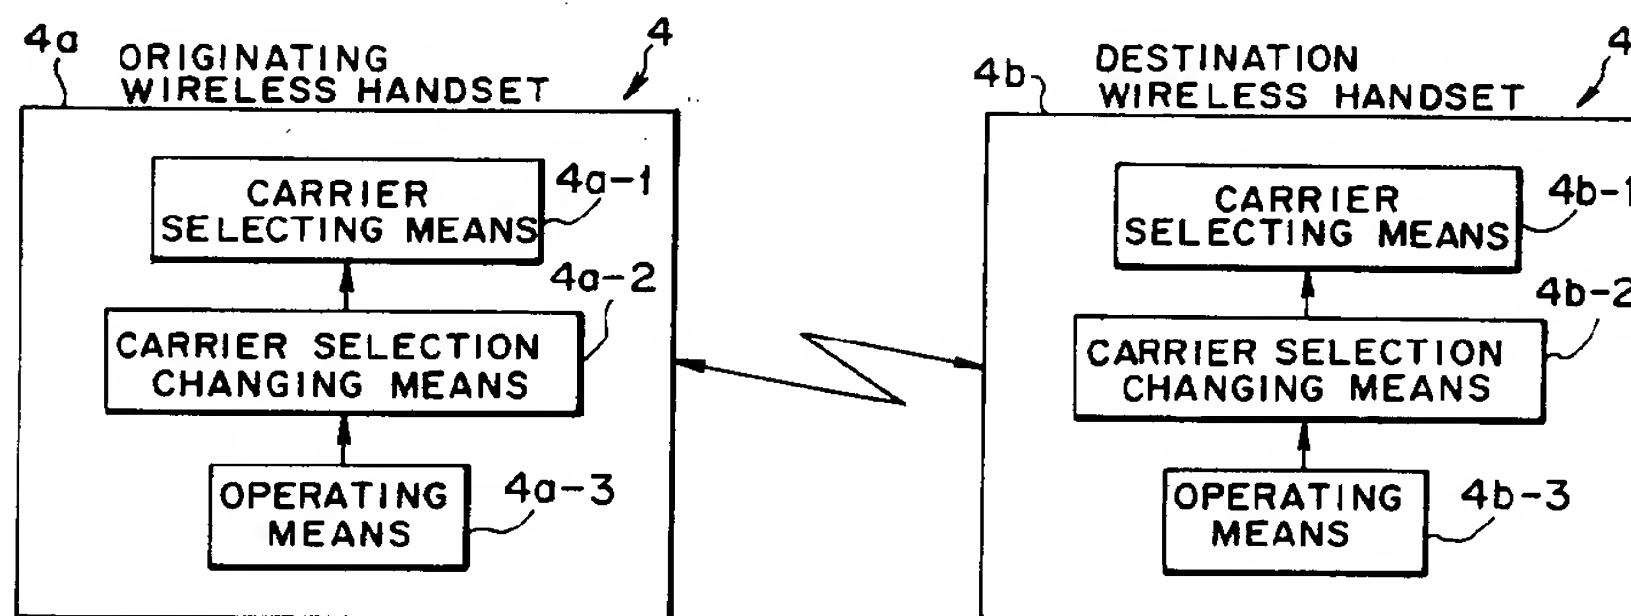 4a
ORIGINATING
WIRELESS HANDSET
4
CARRIER
SELECTING MEANS
4a-1
4a-2
CARRIER SELECTION
CHANGING MEANS
OPERATING
MEANS
4a-3
4b
DESTINATION
WIRELESS HANDSET
4
CARRIER
SELECTING MEANS
4b-1
4b-2
CARRIER SELECTION
CHANGING MEANS
OPERATING
MEANS
4b-3